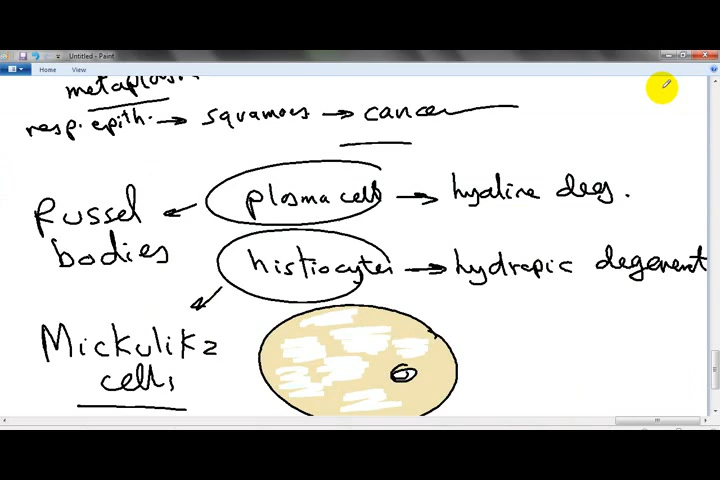 Untitled - Paint
Home View
metaplasia
resp. epith. → squamous → cancer
plasma cells → hyaline deg.
Russel
bodies
histiocytes → hydropic degenerat
Mickulikz
cells